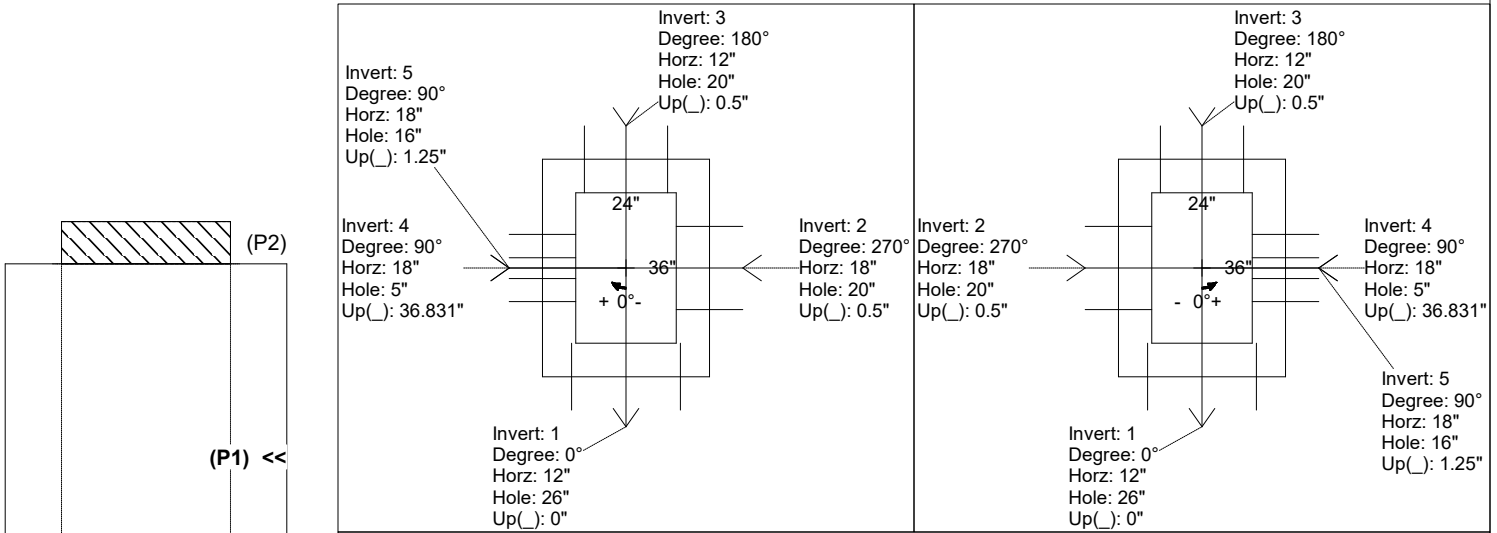 (P2)
(P1) <<
Invert: 3
Degree: 180°
Horz: 12"
Hole: 20"
Up(_): 0.5"
Invert: 5
Degree: 90°
Horz: 18"
Hole: 16"
Up(_): 1.25"
24"
Invert: 4
Degree: 90°
Horz: 18"
Hole: 5"
Up(_): 36.831"
36"
+ 0°-
Invert: 2
Degree: 270°
Horz: 18"
Hole: 20"
Up(_): 0.5"
Invert: 1
Degree: 0°
Horz: 12"
Hole: 26"
Up(_): 0"
Invert: 3
Degree: 180°
Horz: 12"
Hole: 20"
Up(_): 0.5"
24"
Invert: 2
Degree: 270°
Horz: 18"
Hole: 20"
Up(_): 0.5"
36"
- 0°+
Invert: 4
Degree: 90°
Horz: 18"
Hole: 5"
Up(_): 36.831"
Invert: 5
Degree: 90°
Horz: 18"
Hole: 16"
Up(_): 1.25"
Invert: 1
Degree: 0°
Horz: 12"
Hole: 26"
Up(_): 0"